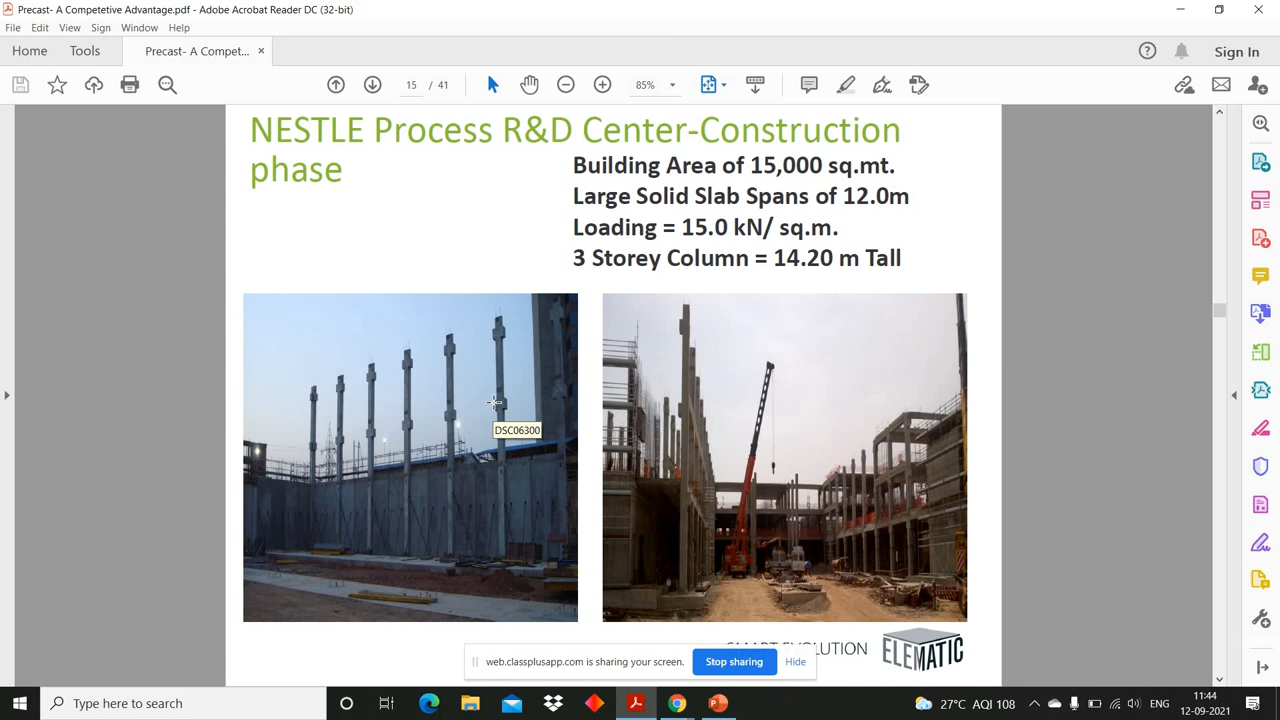 Precast- A Competetive Advantage.pdf - Adobe Acrobat Reader DC (32-bit)
File Edit View Sign Window Help
Home Tools Precast- A Compet... × Sign In
15 / 41 85%
NESTLE Process R&D Center-Construction
phase
Building Area of 15,000 sq.mt.
Large Solid Slab Spans of 12.0m
Loading = 15.0 kN/ sq.m.
3 Storey Column = 14.20 m Tall
DSC06300
SMART EVOLUTION ELEMATIC
web.classplusapp.com is sharing your screen. Stop sharing Hide
Type here to search 27°C AQI 108 ENG 11:44
12-09-2021